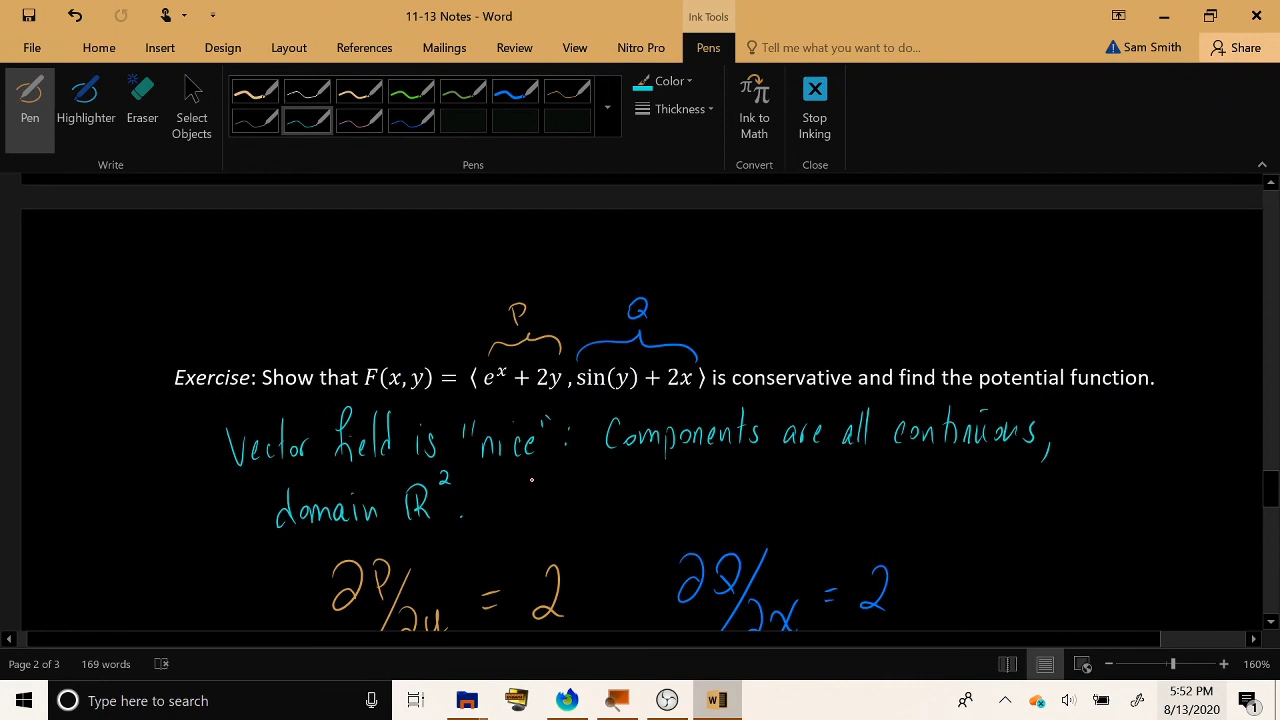 11-13 Notes - Word
Ink Tools
File Home Insert Design Layout References Mailings Review View Nitro Pro Pens Tell me what you want to do... Sam Smith Share
Pen Highlighter Eraser Select Objects
Color
Thickness
Ink to Math
Stop Inking
Write Pens Convert Close
P Q
Exercise: Show that F(x, y) = ⟨ eˣ + 2y , sin(y) + 2x ⟩ is conservative and find the potential function.
Vector field is "nice": Components are all continuous,
domain ℝ².
∂P/∂y = 2 ∂Q/∂x = 2
Page 2 of 3 169 words 160%
Type here to search
5:52 PM
8/13/2020
1